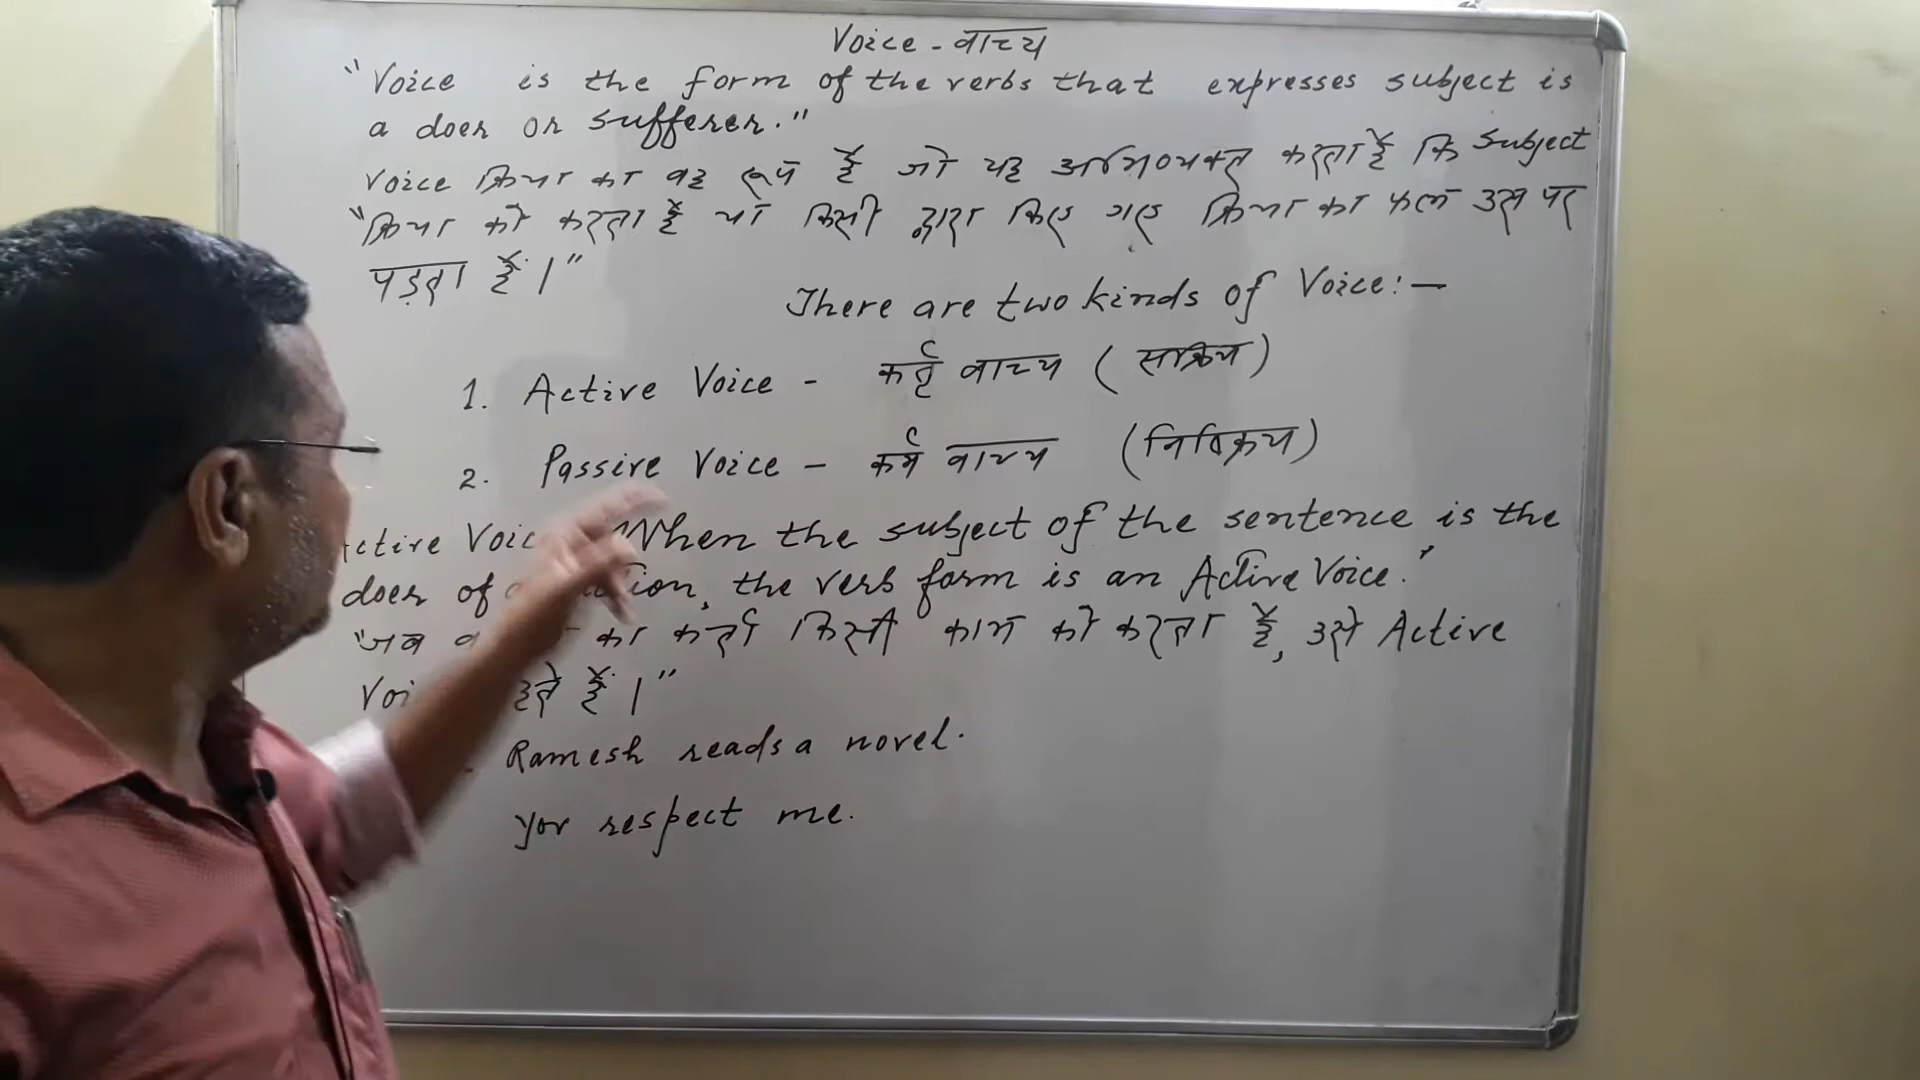 Voice - वाच्य
"Voice is the form of the verbs that expresses subject is
a doer or sufferer."
Voice क्रिया का वह रूप है जो यह अभिव्यक्त करता है कि Subject
"क्रिया को करता है या किसी द्वारा किए गए क्रिया का फल उस पर
पड़ता हैं।"
There are two kinds of Voice:—
1. Active Voice - कर्तृ वाच्य (सक्रिय)
2. Passive Voice - कर्म वाच्य (निष्क्रिय)
When the subject of the sentence is the
doer of the verb form is an Active Voice."
"जब का कर्ता किसी काम को करता है, उसे Active
हैं।"
Ramesh reads a novel.
you respect me.